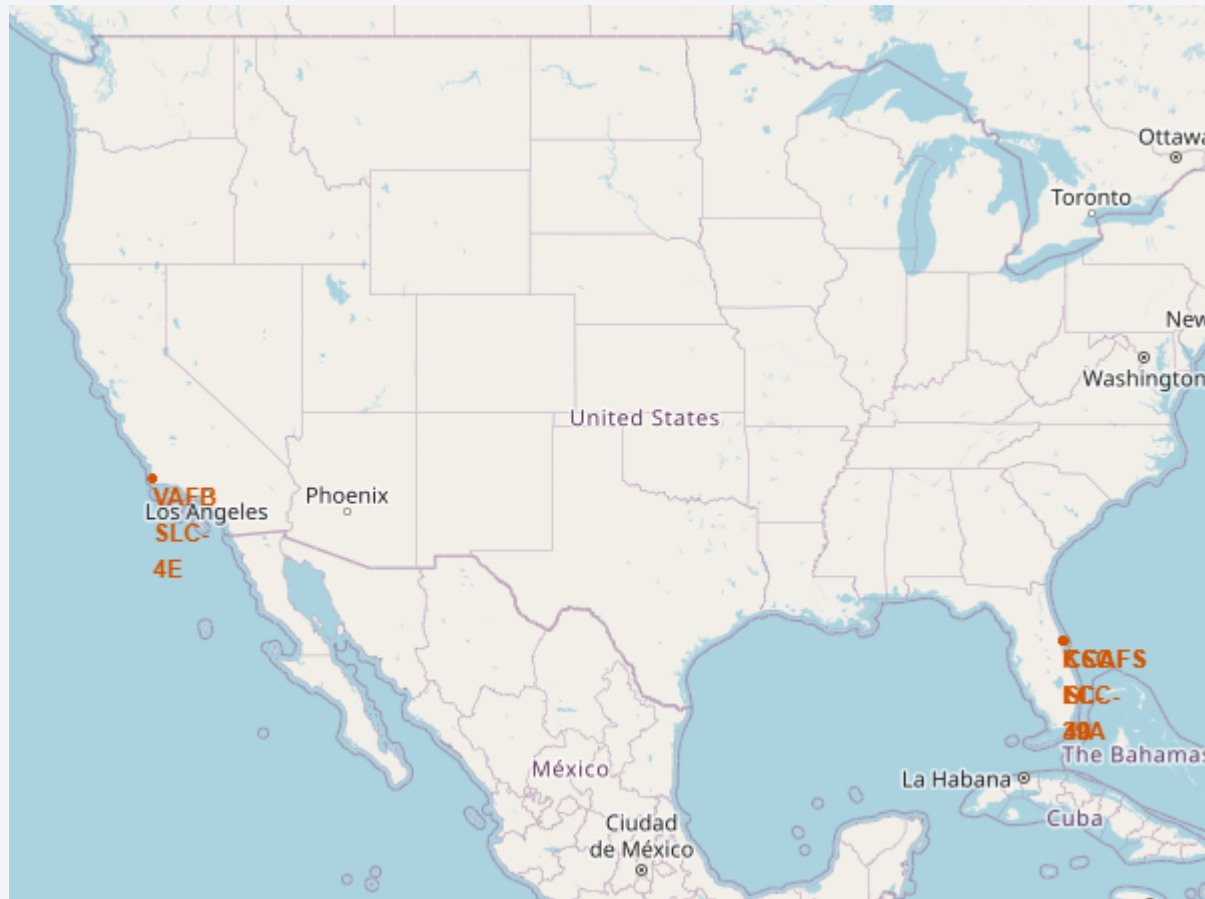 Ottawa
Toronto
New
Washington
United States
Phoenix
VAFB
Los Angeles
SLC-
4E
The Bahamas
México
La Habana
Cuba
Ciudad
de México